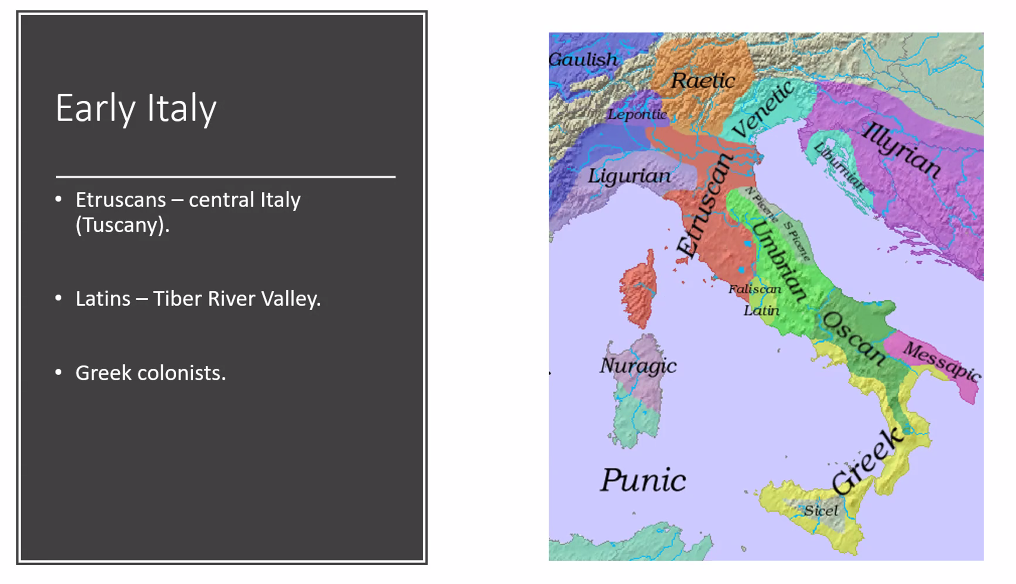 Early Italy
• Etruscans – central Italy
(Tuscany).
• Latins – Tiber River Valley.
• Greek colonists.
Gaulish
Raetic
Lepontic
Venetic
Illyrian
Liburnian
Ligurian
Etruscan
N Picene
S Picene
Umbrian
Faliscan
Latin
Oscan
Messapic
Nuragic
Greek
Punic
Sicel